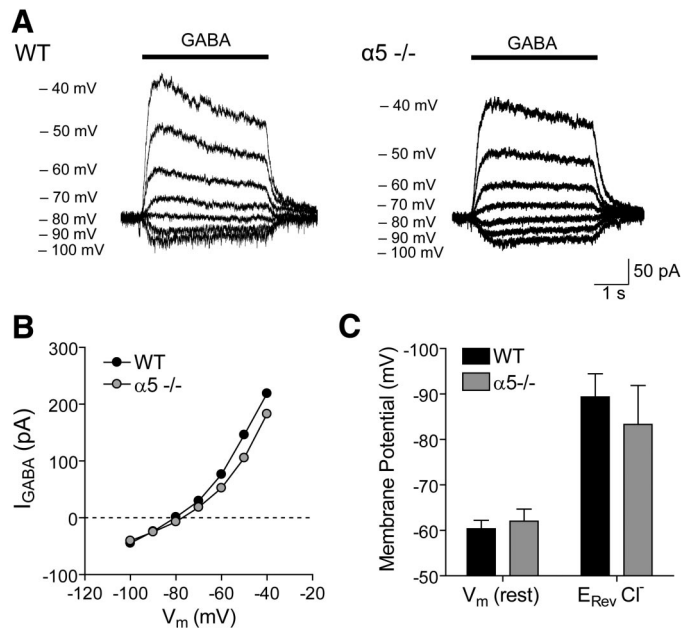 A
WT
GABA
– 40 mV
– 50 mV
– 60 mV
– 70 mV
– 80 mV
– 90 mV
– 100 mV
α5 -/-
GABA
– 40 mV
– 50 mV
– 60 mV
– 70 mV
– 80 mV
– 90 mV
– 100 mV
50 pA
1 s
B
WT
α5 -/-
300
200
100
0
-100
-120
-100
-80
-60
-40
-20
IGABA (pA)
Vm (mV)
C
WT
α5-/-
-100
-90
-80
-70
-60
-50
Membrane Potential (mV)
Vm (rest)
ERev Cl-